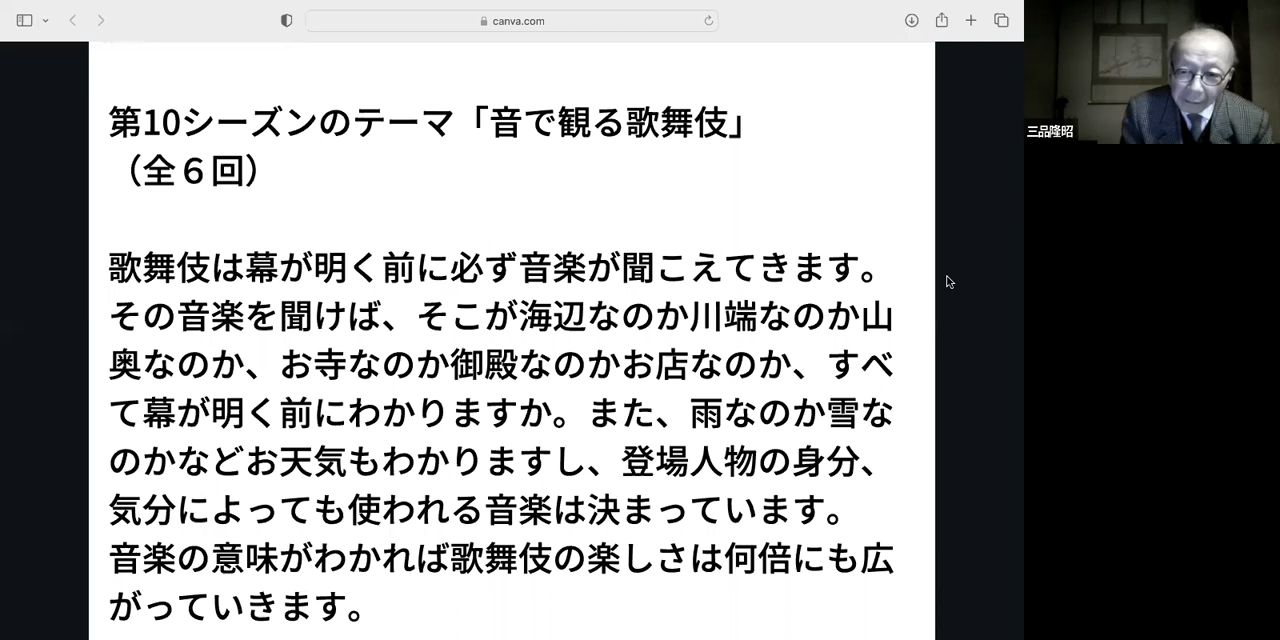 canva.com
三品隆昭
第10シーズンのテーマ「音で観る歌舞伎」
（全６回）
歌舞伎は幕が明く前に必ず音楽が聞こえてきます。
その音楽を聞けば、そこが海辺なのか川端なのか山
奥なのか、お寺なのか御殿なのかお店なのか、すべ
て幕が明く前にわかりますか。また、雨なのか雪な
のかなどお天気もわかりますし、登場人物の身分、
気分によっても使われる音楽は決まっています。
音楽の意味がわかれば歌舞伎の楽しさは何倍にも広
がっていきます。